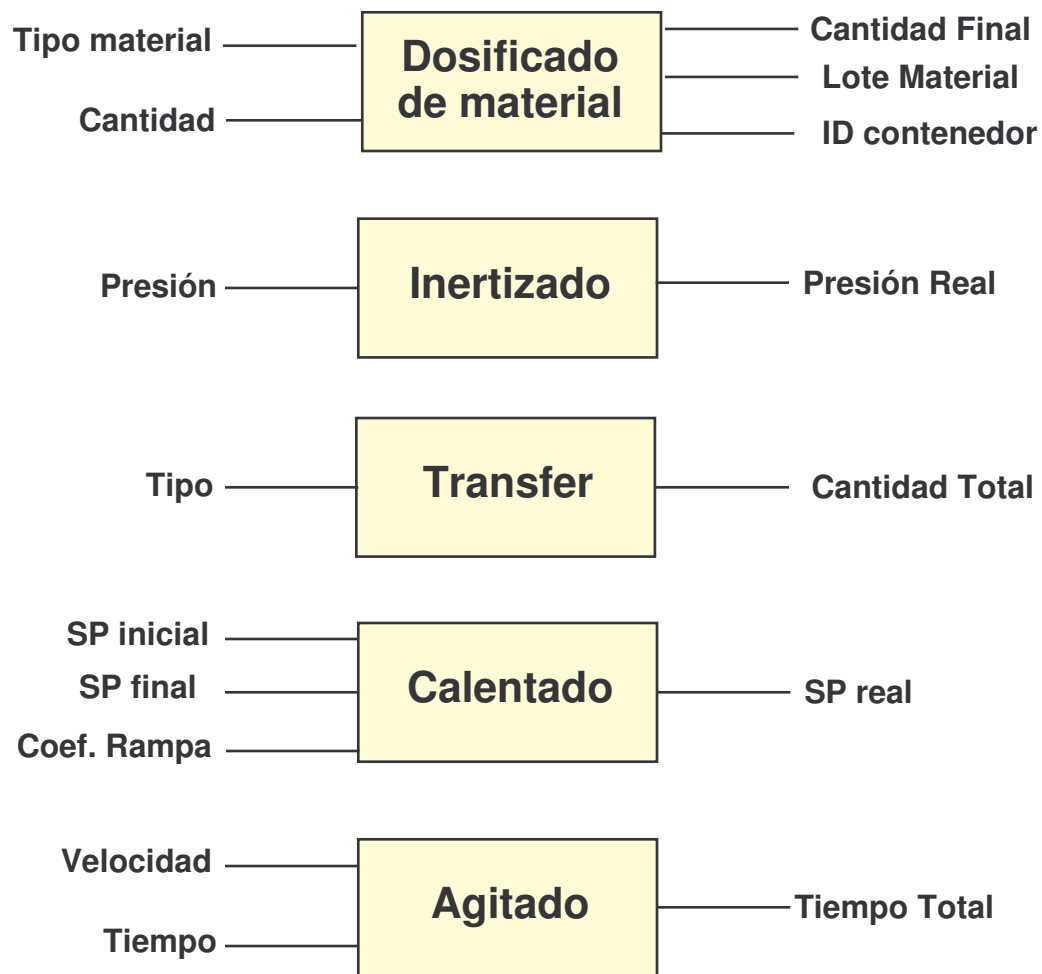 Tipo material
Cantidad
Dosificado
de material
Cantidad Final
Lote Material
ID contenedor
Presión
Inertizado
Presión Real
Tipo
Transfer
Cantidad Total
SP inicial
SP final
Coef. Rampa
Calentado
SP real
Velocidad
Tiempo
Agitado
Tiempo Total